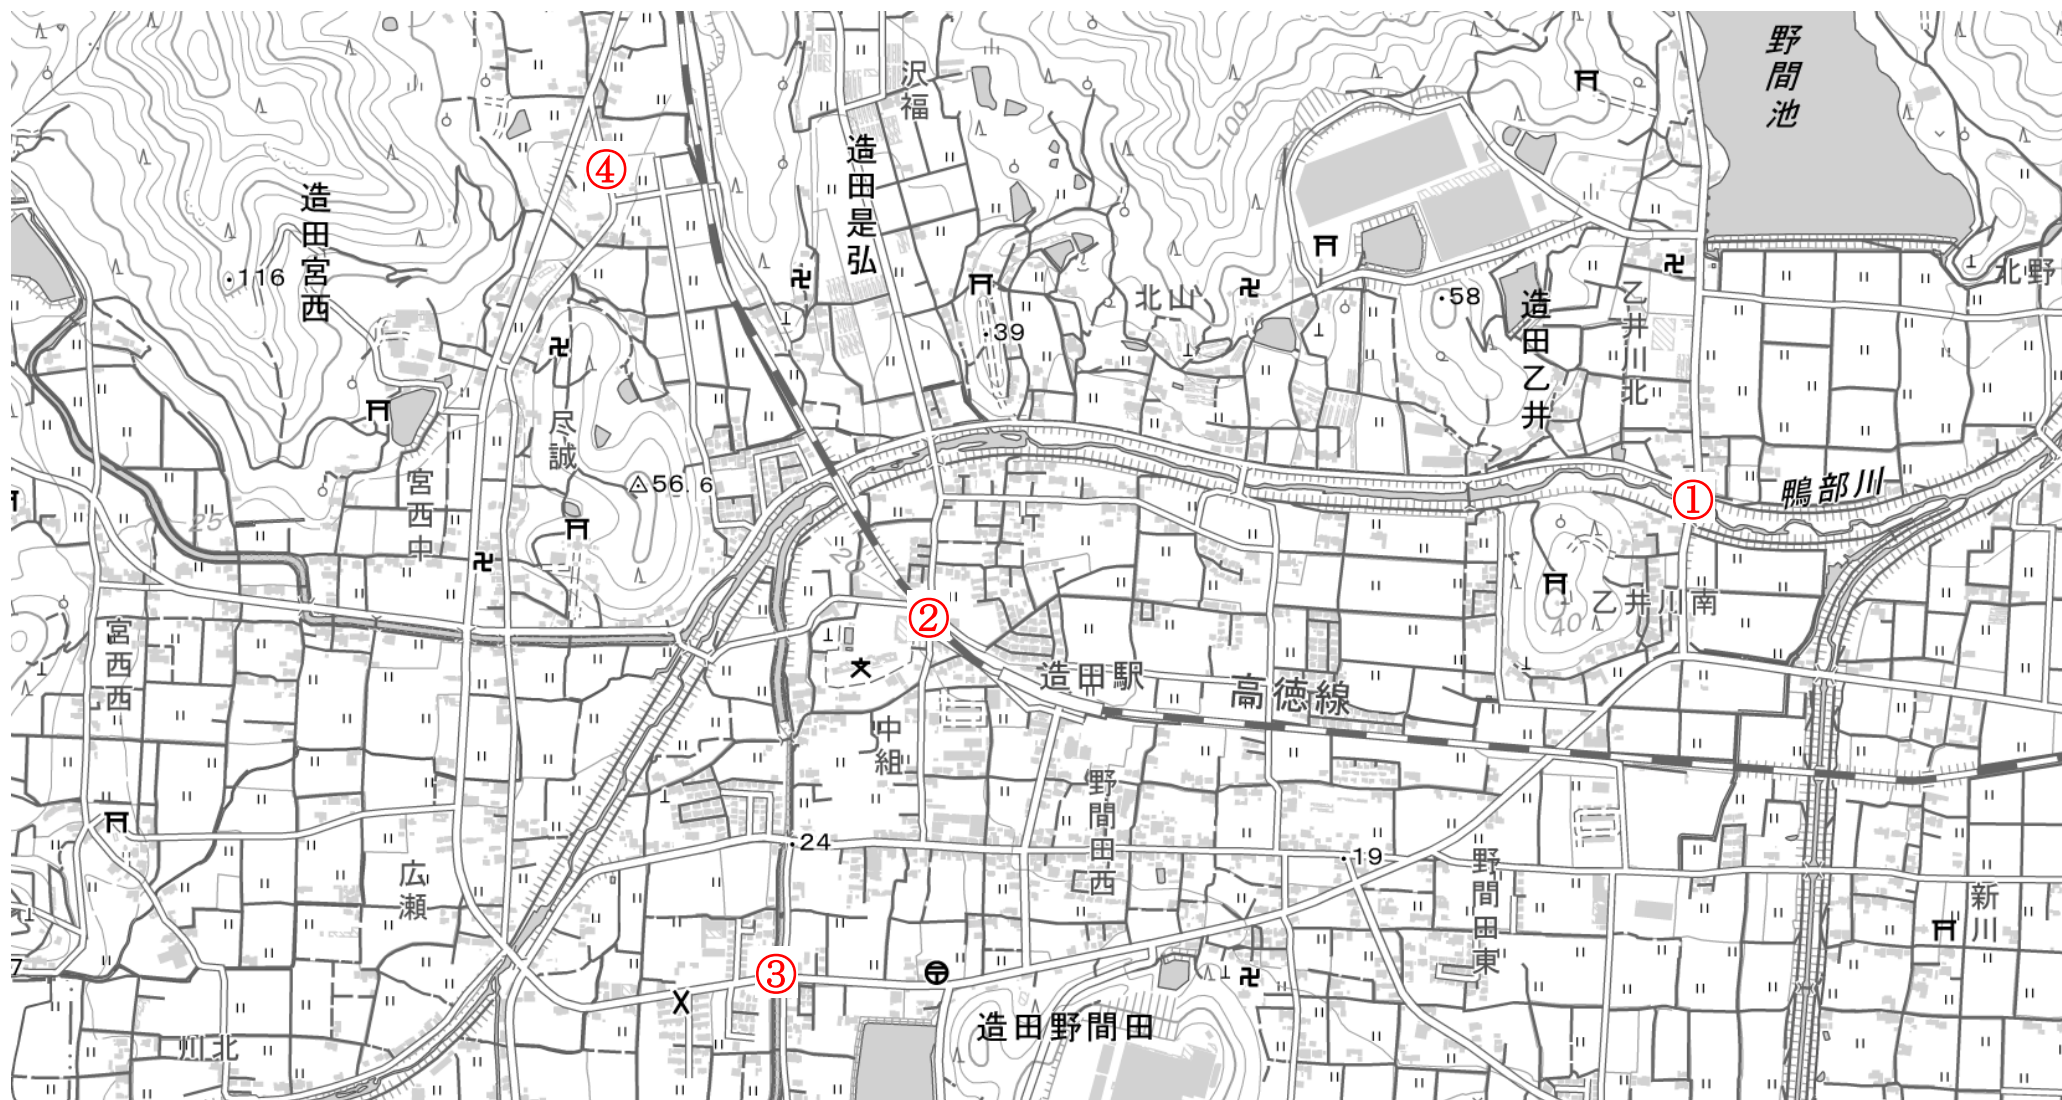 野間池
沢福
100
造田是弘
④
造田宮西
116
北野
58
造田乙井
乙井川北
北山
39
尽誠
56.6
宮西中
25
鴨部川
①
20
乙井川南
40
②
宮西西
造田駅
高徳線
中組
野間田西
24
19
野間田東
広瀬
新川
7
③
造田野間田
川北